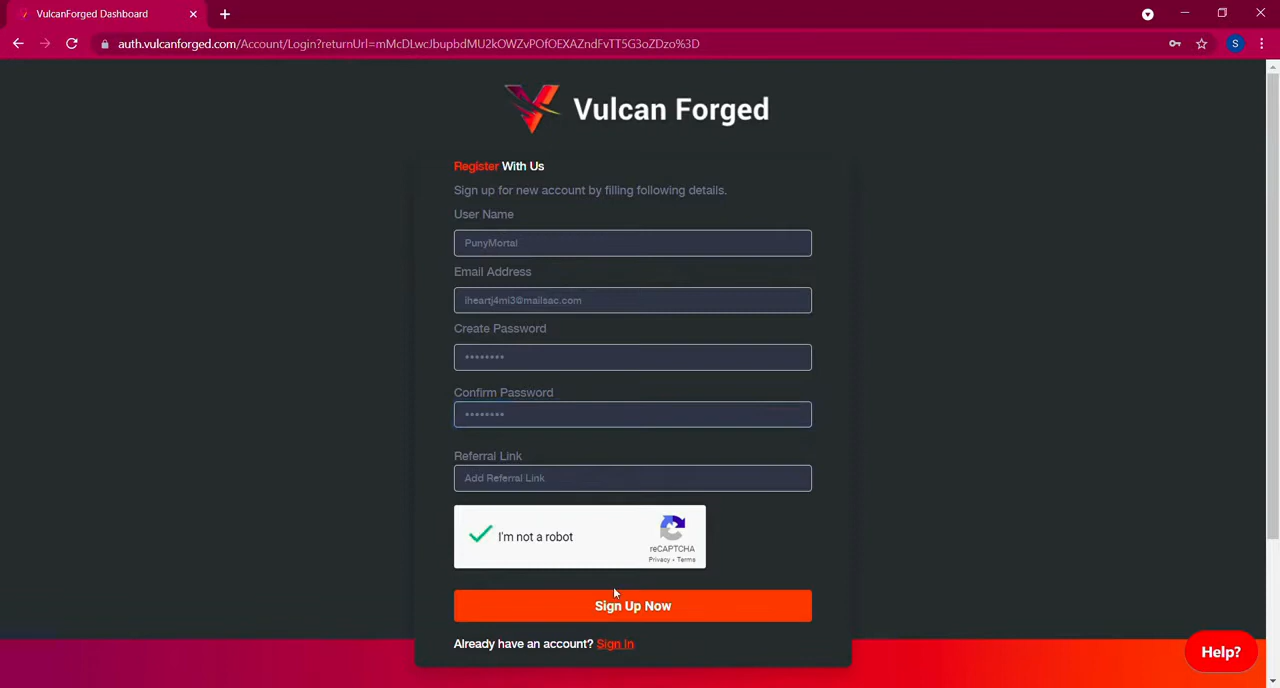 VulcanForged Dashboard
auth.vulcanforged.com/Account/Login?returnUrl=mMcDLwcJbupbdMU2kOWZvPOfOEXAZndFvTT5G3oZDzo%3D
S
Vulcan Forged
Register With Us
Sign up for new account by filling following details.
User Name
PunyMortal
Email Address
iheartj4mi3@mailsac.com
Create Password
********
Confirm Password
********
Referral Link
Add Referral Link
I'm not a robot
reCAPTCHA
Privacy - Terms
Sign Up Now
Already have an account? Sign In
Help?